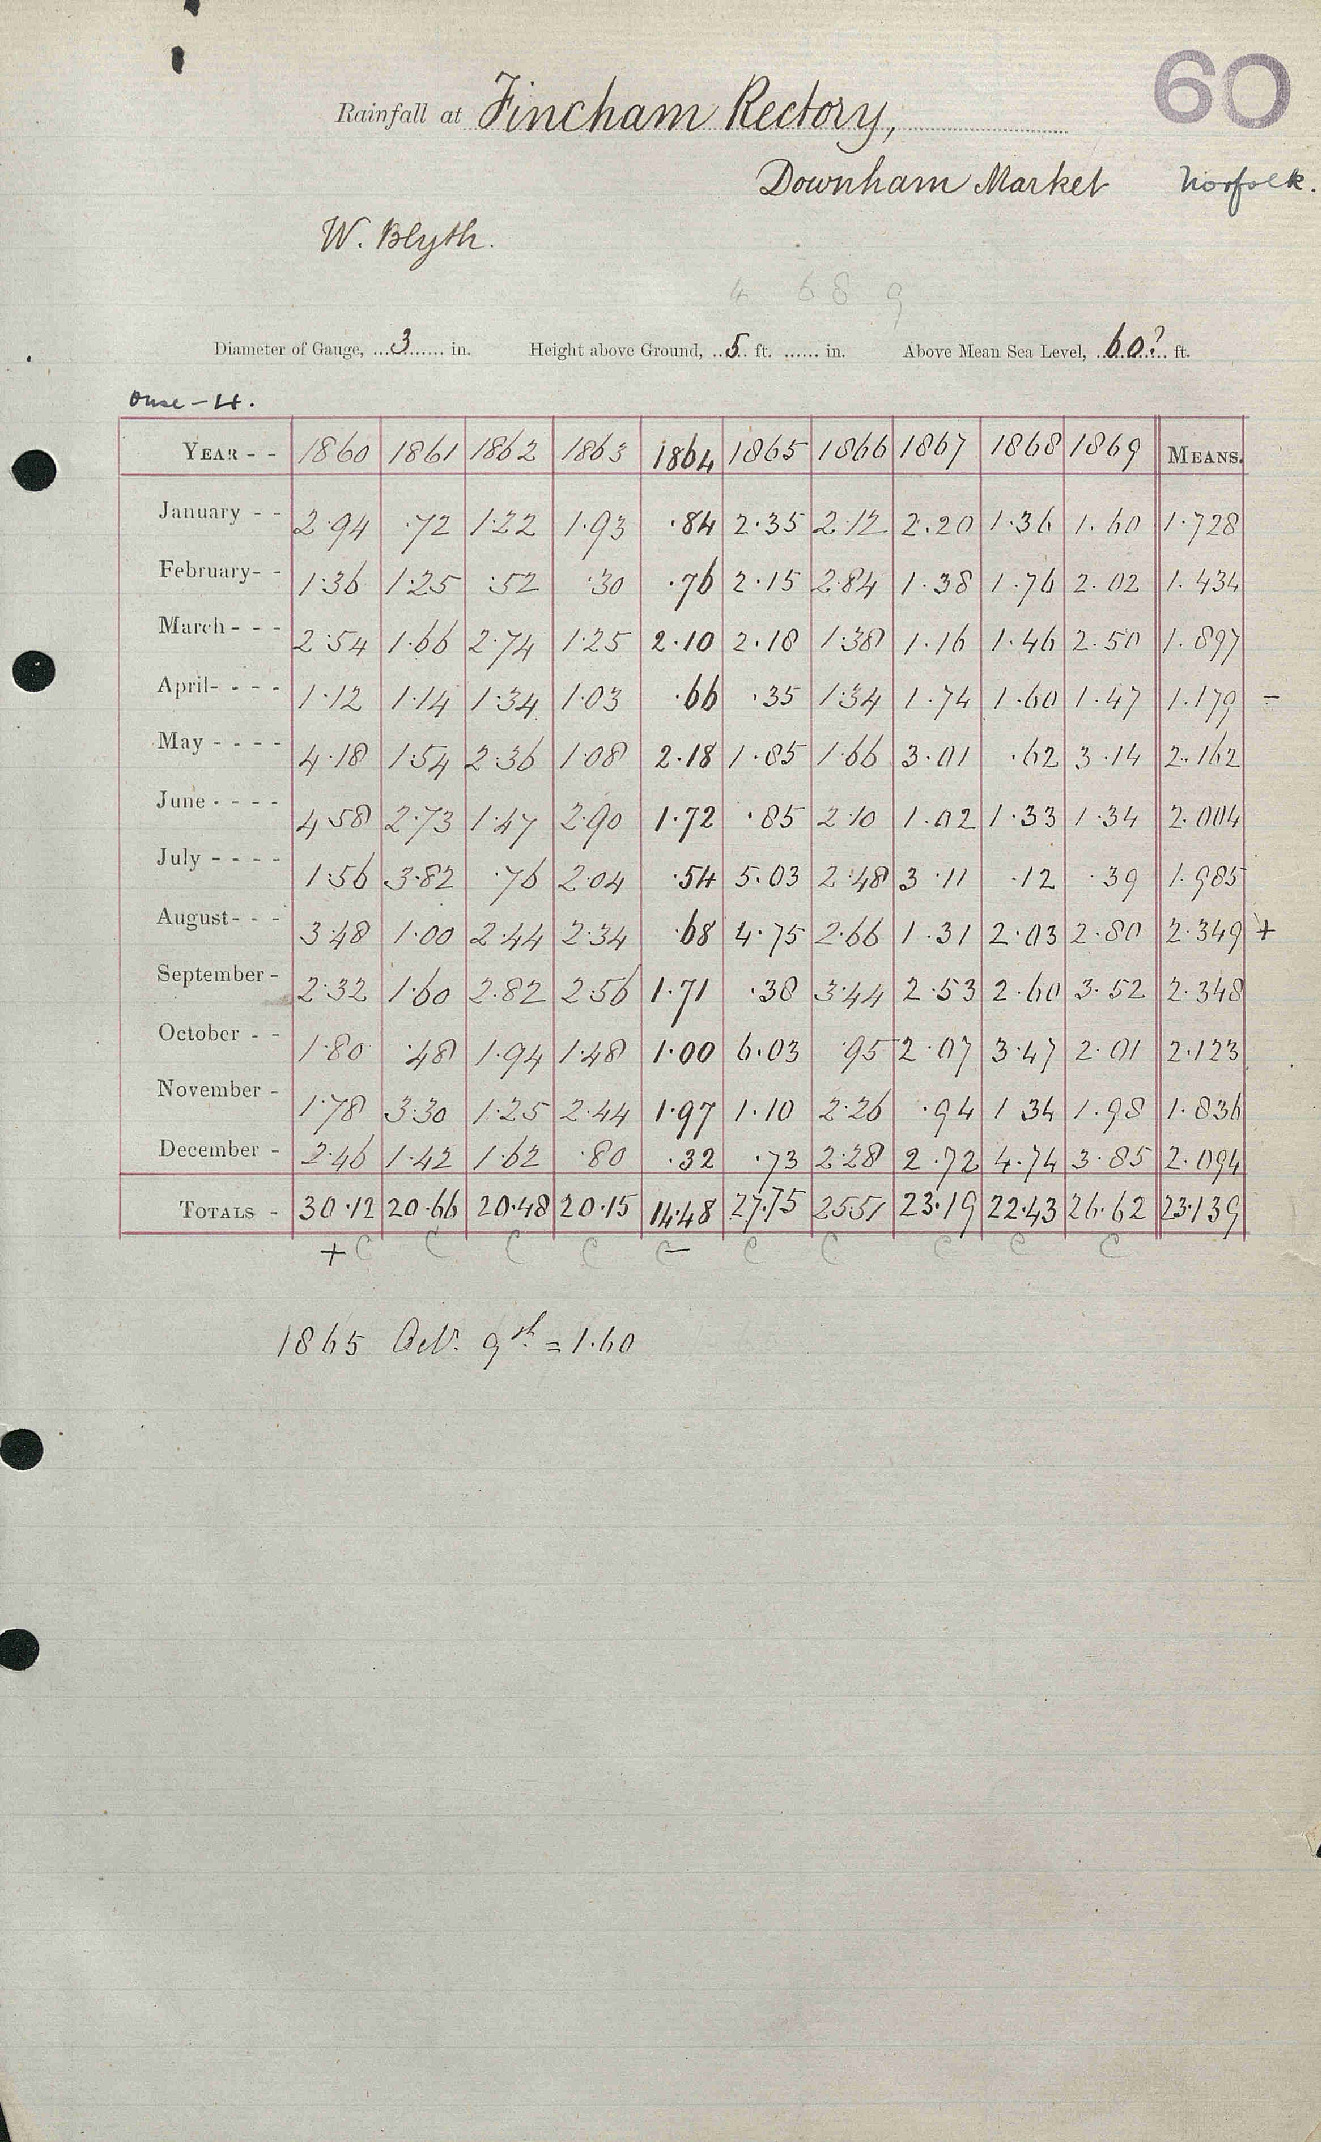 60
Rainfall at Fincham Rectory,
Downham Market Norfolk.
W. Blyth.
4 6 8 9
Diameter of Gauge, ...3...... in. Height above Ground, ..5.. ft. ...... in. Above Mean Sea Level, ..60?.. ft.
Ouse - 4.
YEAR - - 1860 1861 1862 1863 1864 1865 1866 1867 1868 1869 MEANS.
January - - 2.94 .72 1.22 1.93 .84 2.35 2.12 2.20 1.36 1.60 1.728
February - - 1.36 1.25 .52 .30 .76 2.15 2.84 1.38 1.76 2.02 1.434
March - - - 2.54 1.66 2.74 1.25 2.10 2.18 1.38 1.16 1.46 2.50 1.897
April - - - - 1.12 1.14 1.34 1.03 .66 .35 1.34 1.74 1.60 1.47 1.179 -
May - - - - 4.18 1.54 2.36 1.08 2.18 1.85 1.66 3.01 .62 3.14 2.162
June - - - - 4.58 2.73 1.47 2.90 1.72 .85 2.10 1.02 1.33 1.34 2.004
July - - - - 1.56 3.82 .76 2.04 .54 5.03 2.48 3.11 .12 .39 1.985
August - - - 3.48 1.00 2.44 2.34 .68 4.75 2.66 1.31 2.03 2.80 2.349 +
September - 2.32 1.60 2.82 2.56 1.71 .38 3.44 2.53 2.60 3.52 2.348
October - - 1.80 .48 1.94 1.48 1.00 6.03 .95 2.07 3.47 2.01 2.123
November - 1.78 3.30 1.25 2.44 1.97 1.10 2.26 .94 1.34 1.98 1.836
December - 2.46 1.42 1.62 .80 .32 .73 2.28 2.72 4.74 3.85 2.094
TOTALS - 30.12 20.66 20.48 20.15 14.48 27.75 25.51 23.19 22.43 26.62 23.139
+ C C C C - C C C C C
1865 Oct. 9th = 1.60